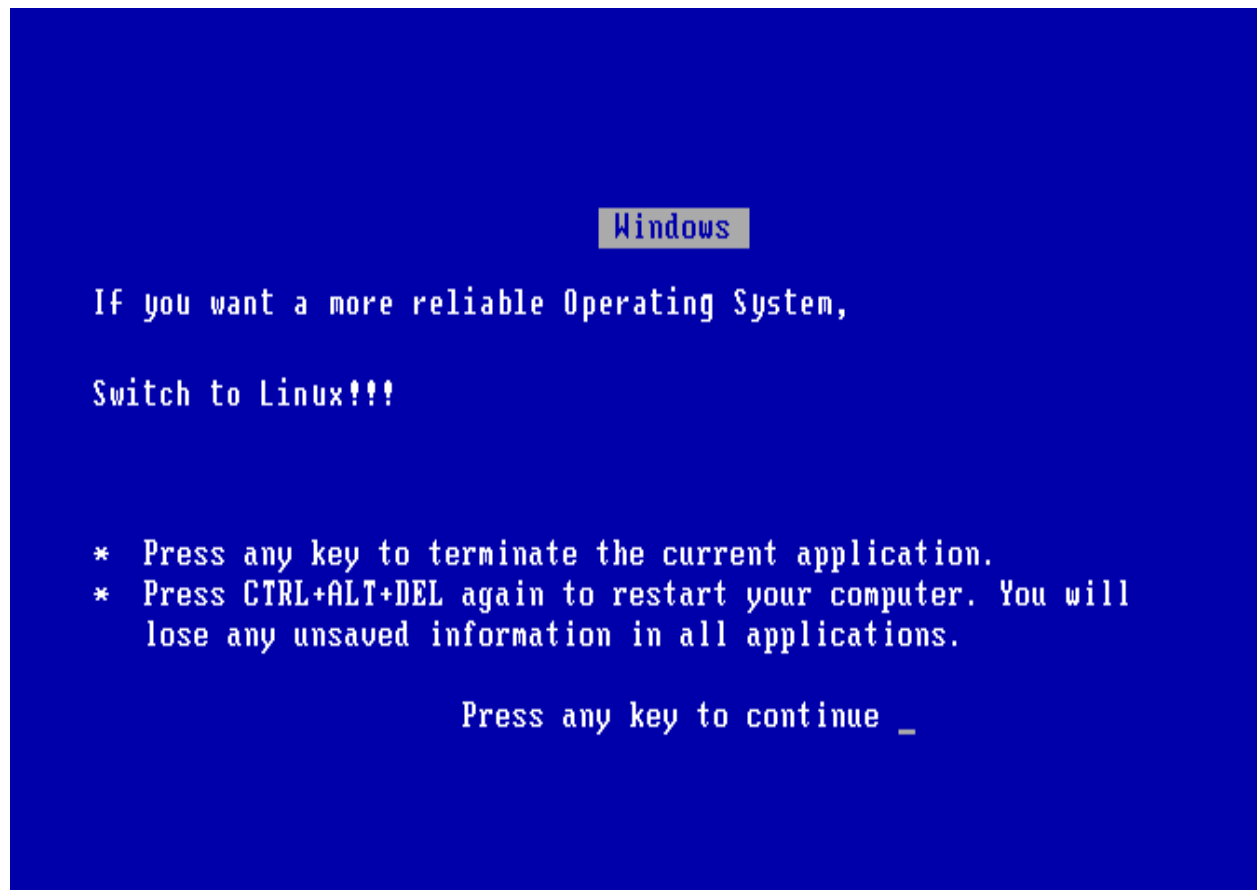 Windows
If you want a more reliable Operating System,
Switch to Linux!!!
* Press any key to terminate the current application.
* Press CTRL+ALT+DEL again to restart your computer. You will
lose any unsaved information in all applications.
Press any key to continue _